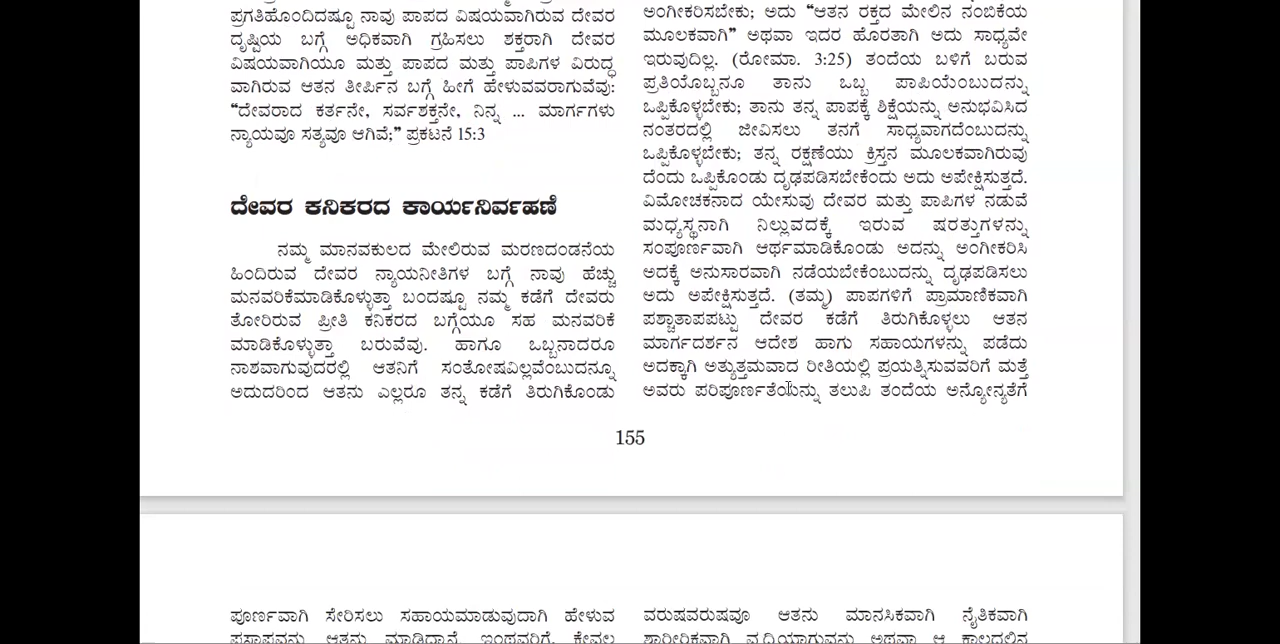 ಪ್ರಗತಿಹೊಂದಿದಷ್ಟೂ ನಾವು ಪಾಪದ ವಿಷಯವಾಗಿರುವ ದೇವರ
ದೃಷ್ಟಿಯ ಬಗ್ಗೆ ಅಧಿಕವಾಗಿ ಗ್ರಹಿಸಲು ಶಕ್ತರಾಗಿ ದೇವರ
ವಿಷಯವಾಗಿಯೂ ಮತ್ತು ಪಾಪದ ಮತ್ತು ಪಾಪಿಗಳ ವಿರುದ್ಧ
ವಾಗಿರುವ ಆತನ ತೀರ್ಪಿನ ಬಗ್ಗೆ ಹೀಗೆ ಹೇಳುವವರಾಗುವೆವು:
“ದೇವರಾದ ಕರ್ತನೇ, ಸರ್ವಶಕ್ತನೇ, ನಿನ್ನ ... ಮಾರ್ಗಗಳು
ನ್ಯಾಯವೂ ಸತ್ಯವೂ ಆಗಿವೆ;” ಪ್ರಕಟನೆ 15:3
ದೇವರ ಕನಿಕರದ ಕಾರ್ಯನಿರ್ವಹಣೆ
ನಮ್ಮ ಮಾನವಕುಲದ ಮೇಲಿರುವ ಮರಣದಂಡನೆಯ
ಹಿಂದಿರುವ ದೇವರ ನ್ಯಾಯನೀತಿಗಳ ಬಗ್ಗೆ ನಾವು ಹೆಚ್ಚು
ಮನವರಿಕೆಮಾಡಿಕೊಳ್ಳುತ್ತಾ ಬಂದಷ್ಟೂ ನಮ್ಮ ಕಡೆಗೆ ದೇವರು
ತೋರಿರುವ ಪ್ರೀತಿ ಕನಿಕರದ ಬಗ್ಗೆಯೂ ಸಹ ಮನವರಿಕೆ
ಮಾಡಿಕೊಳ್ಳುತ್ತಾ ಬರುವೆವು. ಹಾಗೂ ಒಬ್ಬನಾದರೂ
ನಾಶವಾಗುವುದರಲ್ಲಿ ಆತನಿಗೆ ಸಂತೋಷವಿಲ್ಲವೆಂಬುದನ್ನೂ
ಅದುದರಿಂದ ಆತನು ಎಲ್ಲರೂ ತನ್ನ ಕಡೆಗೆ ತಿರುಗಿಕೊಂಡು
ಅಂಗೀಕರಿಸಬೇಕು; ಅದು “ಆತನ ರಕ್ತದ ಮೇಲಿನ ನಂಬಿಕೆಯ
ಮೂಲಕವಾಗಿ” ಅಥವಾ ಇದರ ಹೊರತಾಗಿ ಅದು ಸಾಧ್ಯವೇ
ಇರುವುದಿಲ್ಲ. (ರೋಮಾ. 3:25) ತಂದೆಯ ಬಳಿಗೆ ಬರುವ
ಪ್ರತಿಯೊಬ್ಬನೂ ತಾನು ಒಬ್ಬ ಪಾಪಿಯೆಂಬುದನ್ನು
ಒಪ್ಪಿಕೊಳ್ಳಬೇಕು; ತಾನು ತನ್ನ ಪಾಪಕ್ಕೆ ಶಿಕ್ಷೆಯನ್ನು ಅನುಭವಿಸಿದ
ನಂತರದಲ್ಲಿ ಜೀವಿಸಲು ತನಗೆ ಸಾಧ್ಯವಾಗದೆಂಬುದನ್ನು
ಒಪ್ಪಿಕೊಳ್ಳಬೇಕು; ತನ್ನ ರಕ್ಷಣೆಯು ಕ್ರಿಸ್ತನ ಮೂಲಕವಾಗಿರುವು
ದೆಂದು ಒಪ್ಪಿಕೊಂಡು ದೃಢಪಡಿಸಬೇಕೆಂದು ಅದು ಅಪೇಕ್ಷಿಸುತ್ತದೆ.
ವಿಮೋಚಕನಾದ ಯೇಸುವು ದೇವರ ಮತ್ತು ಪಾಪಿಗಳ ನಡುವೆ
ಮಧ್ಯಸ್ಥನಾಗಿ ನಿಲ್ಲುವದಕ್ಕೆ ಇರುವ ಷರತ್ತುಗಳನ್ನು
ಸಂಪೂರ್ಣವಾಗಿ ಆರ್ಥಮಾಡಿಕೊಂಡು ಅದನ್ನು ಅಂಗೀಕರಿಸಿ
ಅದಕ್ಕೆ ಅನುಸಾರವಾಗಿ ನಡೆಯಬೇಕೆಂಬುದನ್ನು ದೃಢಪಡಿಸಲು
ಅದು ಅಪೇಕ್ಷಿಸುತ್ತದೆ. (ತಮ್ಮ) ಪಾಪಗಳಿಗೆ ಪ್ರಾಮಾಣಿಕವಾಗಿ
ಪಶ್ಚಾತಾಪಪಟ್ಟು ದೇವರ ಕಡೆಗೆ ತಿರುಗಿಕೊಳ್ಳಲು ಆತನ
ಮಾರ್ಗದರ್ಶನ ಆದೇಶ ಹಾಗು ಸಹಾಯಗಳನ್ನು ಪಡೆದು
ಅದಕ್ಕಾಗಿ ಅತ್ಯುತ್ತಮವಾದ ರೀತಿಯಲ್ಲಿ ಪ್ರಯತ್ನಿಸುವವರಿಗೆ ಮತ್ತೆ
ಅವರು ಪರಿಪೂರ್ಣತೆಯನ್ನು ತಲುಪಿ ತಂದೆಯ ಅನ್ಯೋನ್ಯತೆಗೆ
155
ಪೂರ್ಣವಾಗಿ ಸೇರಿಸಲು ಸಹಾಯಮಾಡುವುದಾಗಿ ಹೇಳುವ
ವರುಷವರುಷವೂ ಆತನು ಮಾನಸಿಕವಾಗಿ ನೈತಿಕವಾಗಿ